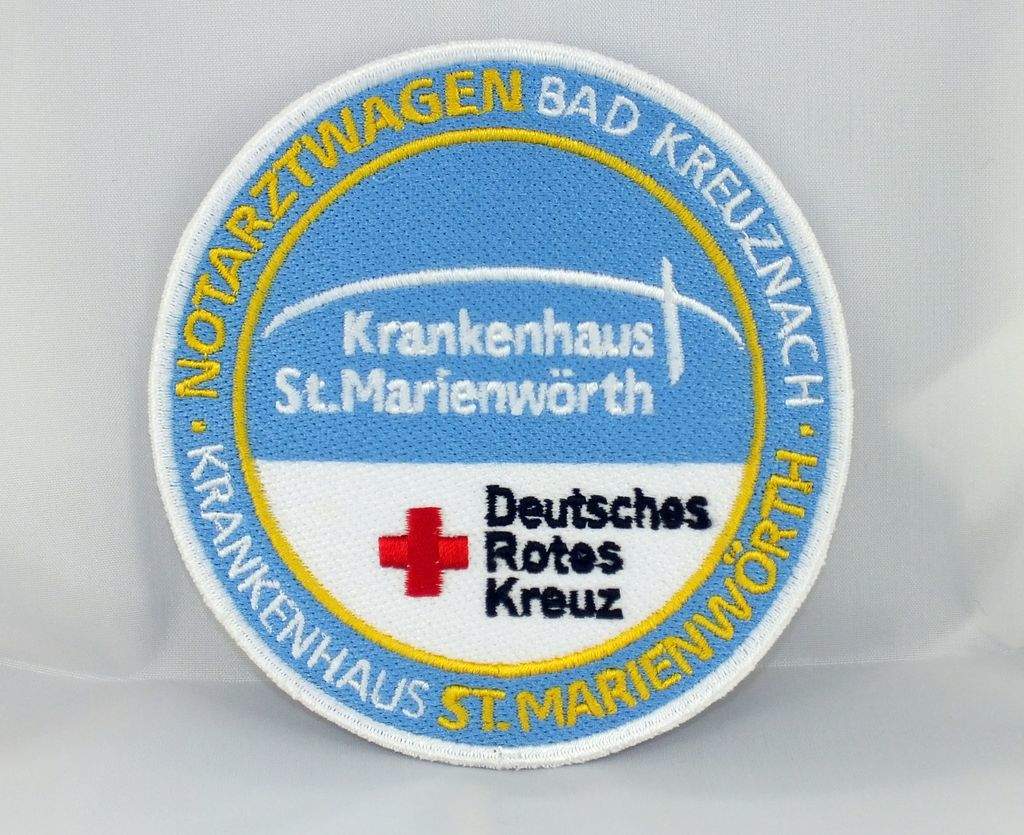 NOTARZTWAGEN BAD KREUZNACH
Krankenhaus
St.Marienwörth
Deutsches
Rotes
Kreuz
· KRANKENHAUS ST.MARIENWÖRTH ·